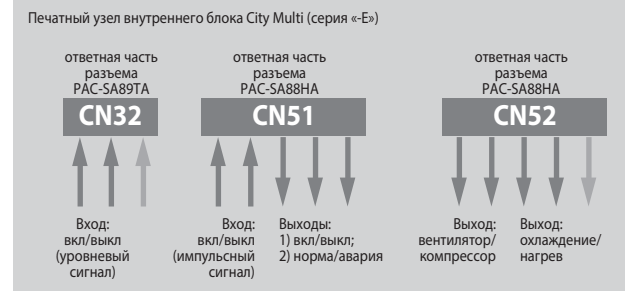 Печатный узел внутреннего блока City Multi (серия «-E»)
ответная часть
разъема
PAC-SA89TA
CN32
Вход:
вкл/выкл
(уровневый
сигнал)
ответная часть
разъема
PAC-SA88HA
CN51
Вход:
вкл/выкл
(импульсный
сигнал)
Выходы:
1) вкл/выкл;
2) норма/авария
ответная часть
разъема
PAC-SA88HA
CN52
Выход:
вентилятор/
компрессор
Выход:
охлаждение/
нагрев